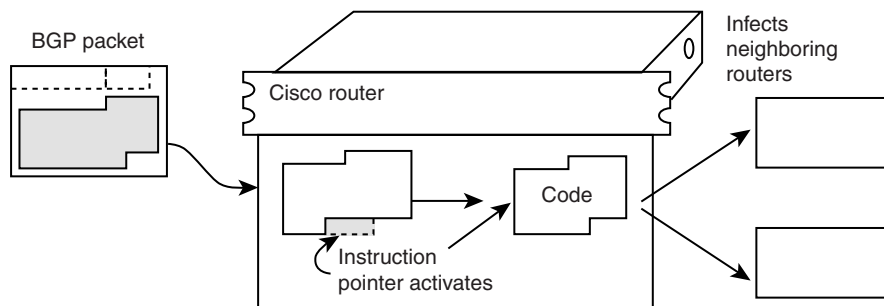 BGP packet
Cisco router
Infects
neighboring
routers
Code
Instruction
pointer activates